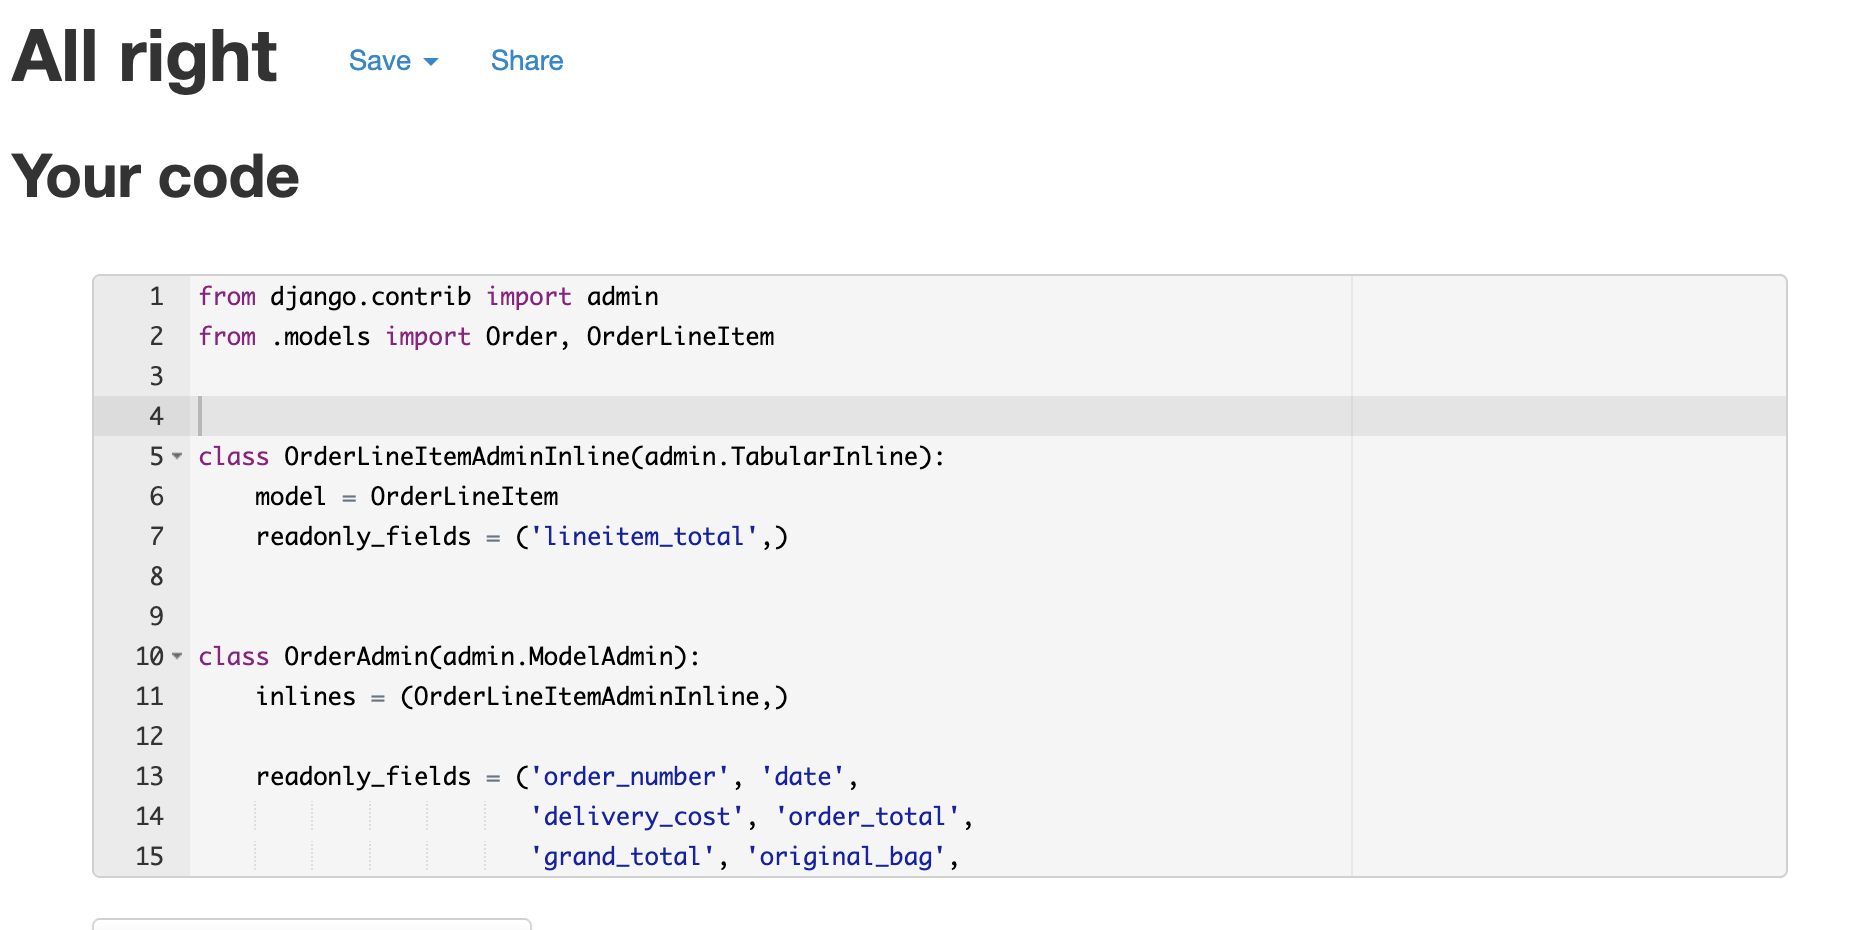 All right Save Share
Your code
1 from django.contrib import admin
2 from .models import Order, OrderLineItem
3
4
5 class OrderLineItemAdminInline(admin.TabularInline):
6     model = OrderLineItem
7     readonly_fields = ('lineitem_total',)
8
9
10 class OrderAdmin(admin.ModelAdmin):
11     inlines = (OrderLineItemAdminInline,)
12
13     readonly_fields = ('order_number', 'date',
14                        'delivery_cost', 'order_total',
15                        'grand_total', 'original_bag',